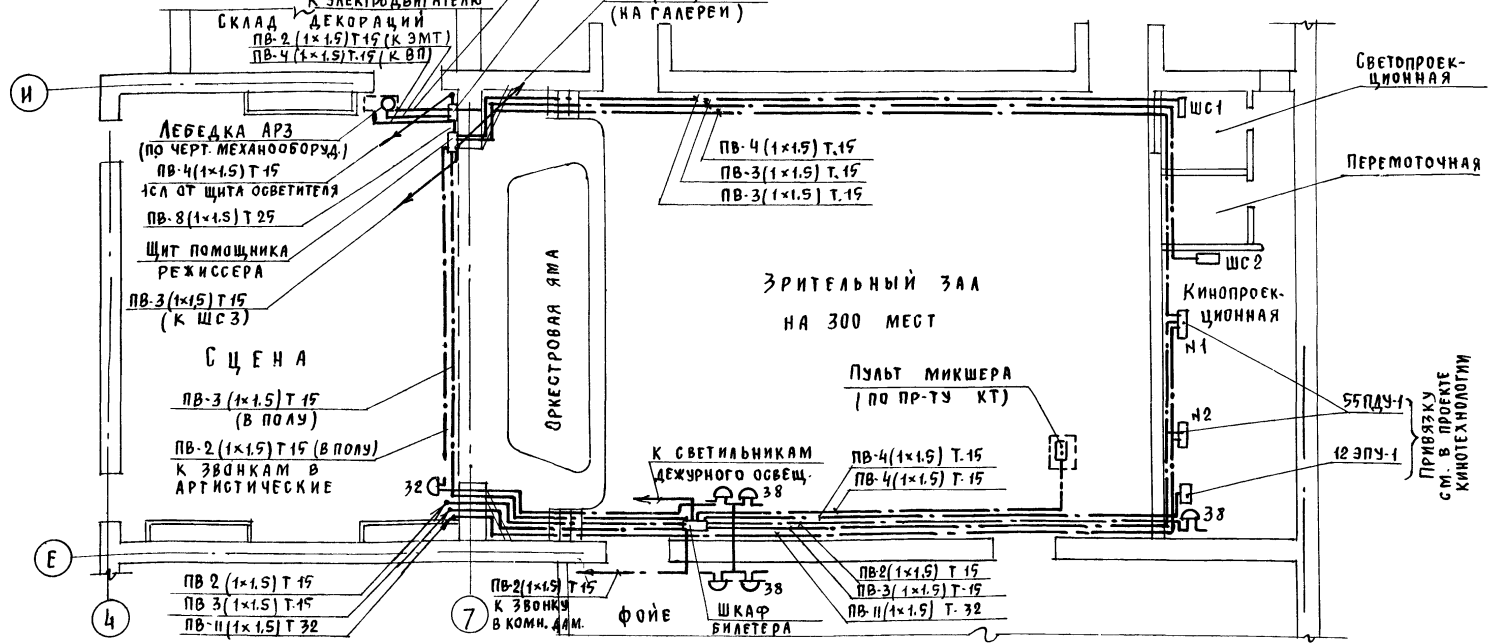 К ЭЛЕКТРОДВИГАТЕЛЮ
СКЛАД ДЕКОРАЦИЙ
ПВ-2 (1×1.5) Т15 (К ЭМТ)
ПВ-4 (1×1.5) Т.15 (К ВП)
(НА ГАЛЕРЕИ)
И
ЛЕБЕДКА АРЗ
(ПО ЧЕРТ. МЕХАНООБОРУД.)
ПВ-4 (1×1.5) Т 15
1СЛ ОТ ЩИТА ОСВЕТИТЕЛЯ
ПВ-8 (1×1.5) Т 25
ЩИТ ПОМОЩНИКА
РЕЖИССЕРА
ПВ-3 (1×1,5) Т 15
(К ШС3)
СЦЕНА
ПВ-3 (1×1.5) Т 15
(В ПОЛУ)
ПВ-2 (1×1,5) Т 15 (В ПОЛУ)
К ЗВОНКАМ В
АРТИСТИЧЕСКИЕ
32
Е
4
7
ПВ 2 (1×1.5) Т 15
ПВ 3 (1×1.5) Т.15
ПВ-11 (1×1,5) Т 32
ОРКЕСТРОВАЯ ЯМА
ПВ-4 (1×1.5) Т.15
ПВ-3 (1×1.5) Т.15
ПВ-3 (1×1.5) Т.15
ЗРИТЕЛЬНЫЙ ЗАЛ
НА 300 МЕСТ
ПУЛЬТ МИКШЕРА
(ПО ПР-ТУ КТ)
К СВЕТИЛЬНИКАМ
ДЕЖУРНОГО ОСВЕЩ.
38
ПВ-4 (1×1.5) Т.15
ПВ-4 (1×1.5) Т.15
ПВ-2 (1×1.5) Т 15
К ЗВОНКУ
В КОМН. ДАМ.
ФОЙЕ
38
ШКАФ
БИЛЕТЕРА
ПВ-2 (1×1.5) Т 15
ПВ-3 (1×1.5) Т-15
ПВ-11 (1×1.5) Т-32
СВЕТОПРОЕК-
ЦИОННАЯ
ШС1
ПЕРЕМОТОЧНАЯ
ШС2
КИНОПРОЕК-
ЦИОННАЯ
N1
N2
38
55ПДУ-1
12 ЭПУ-1
ПРИВЯЗКУ
СМ. В ПРОЕКТЕ
КИНОТЕХНОЛОГИИ